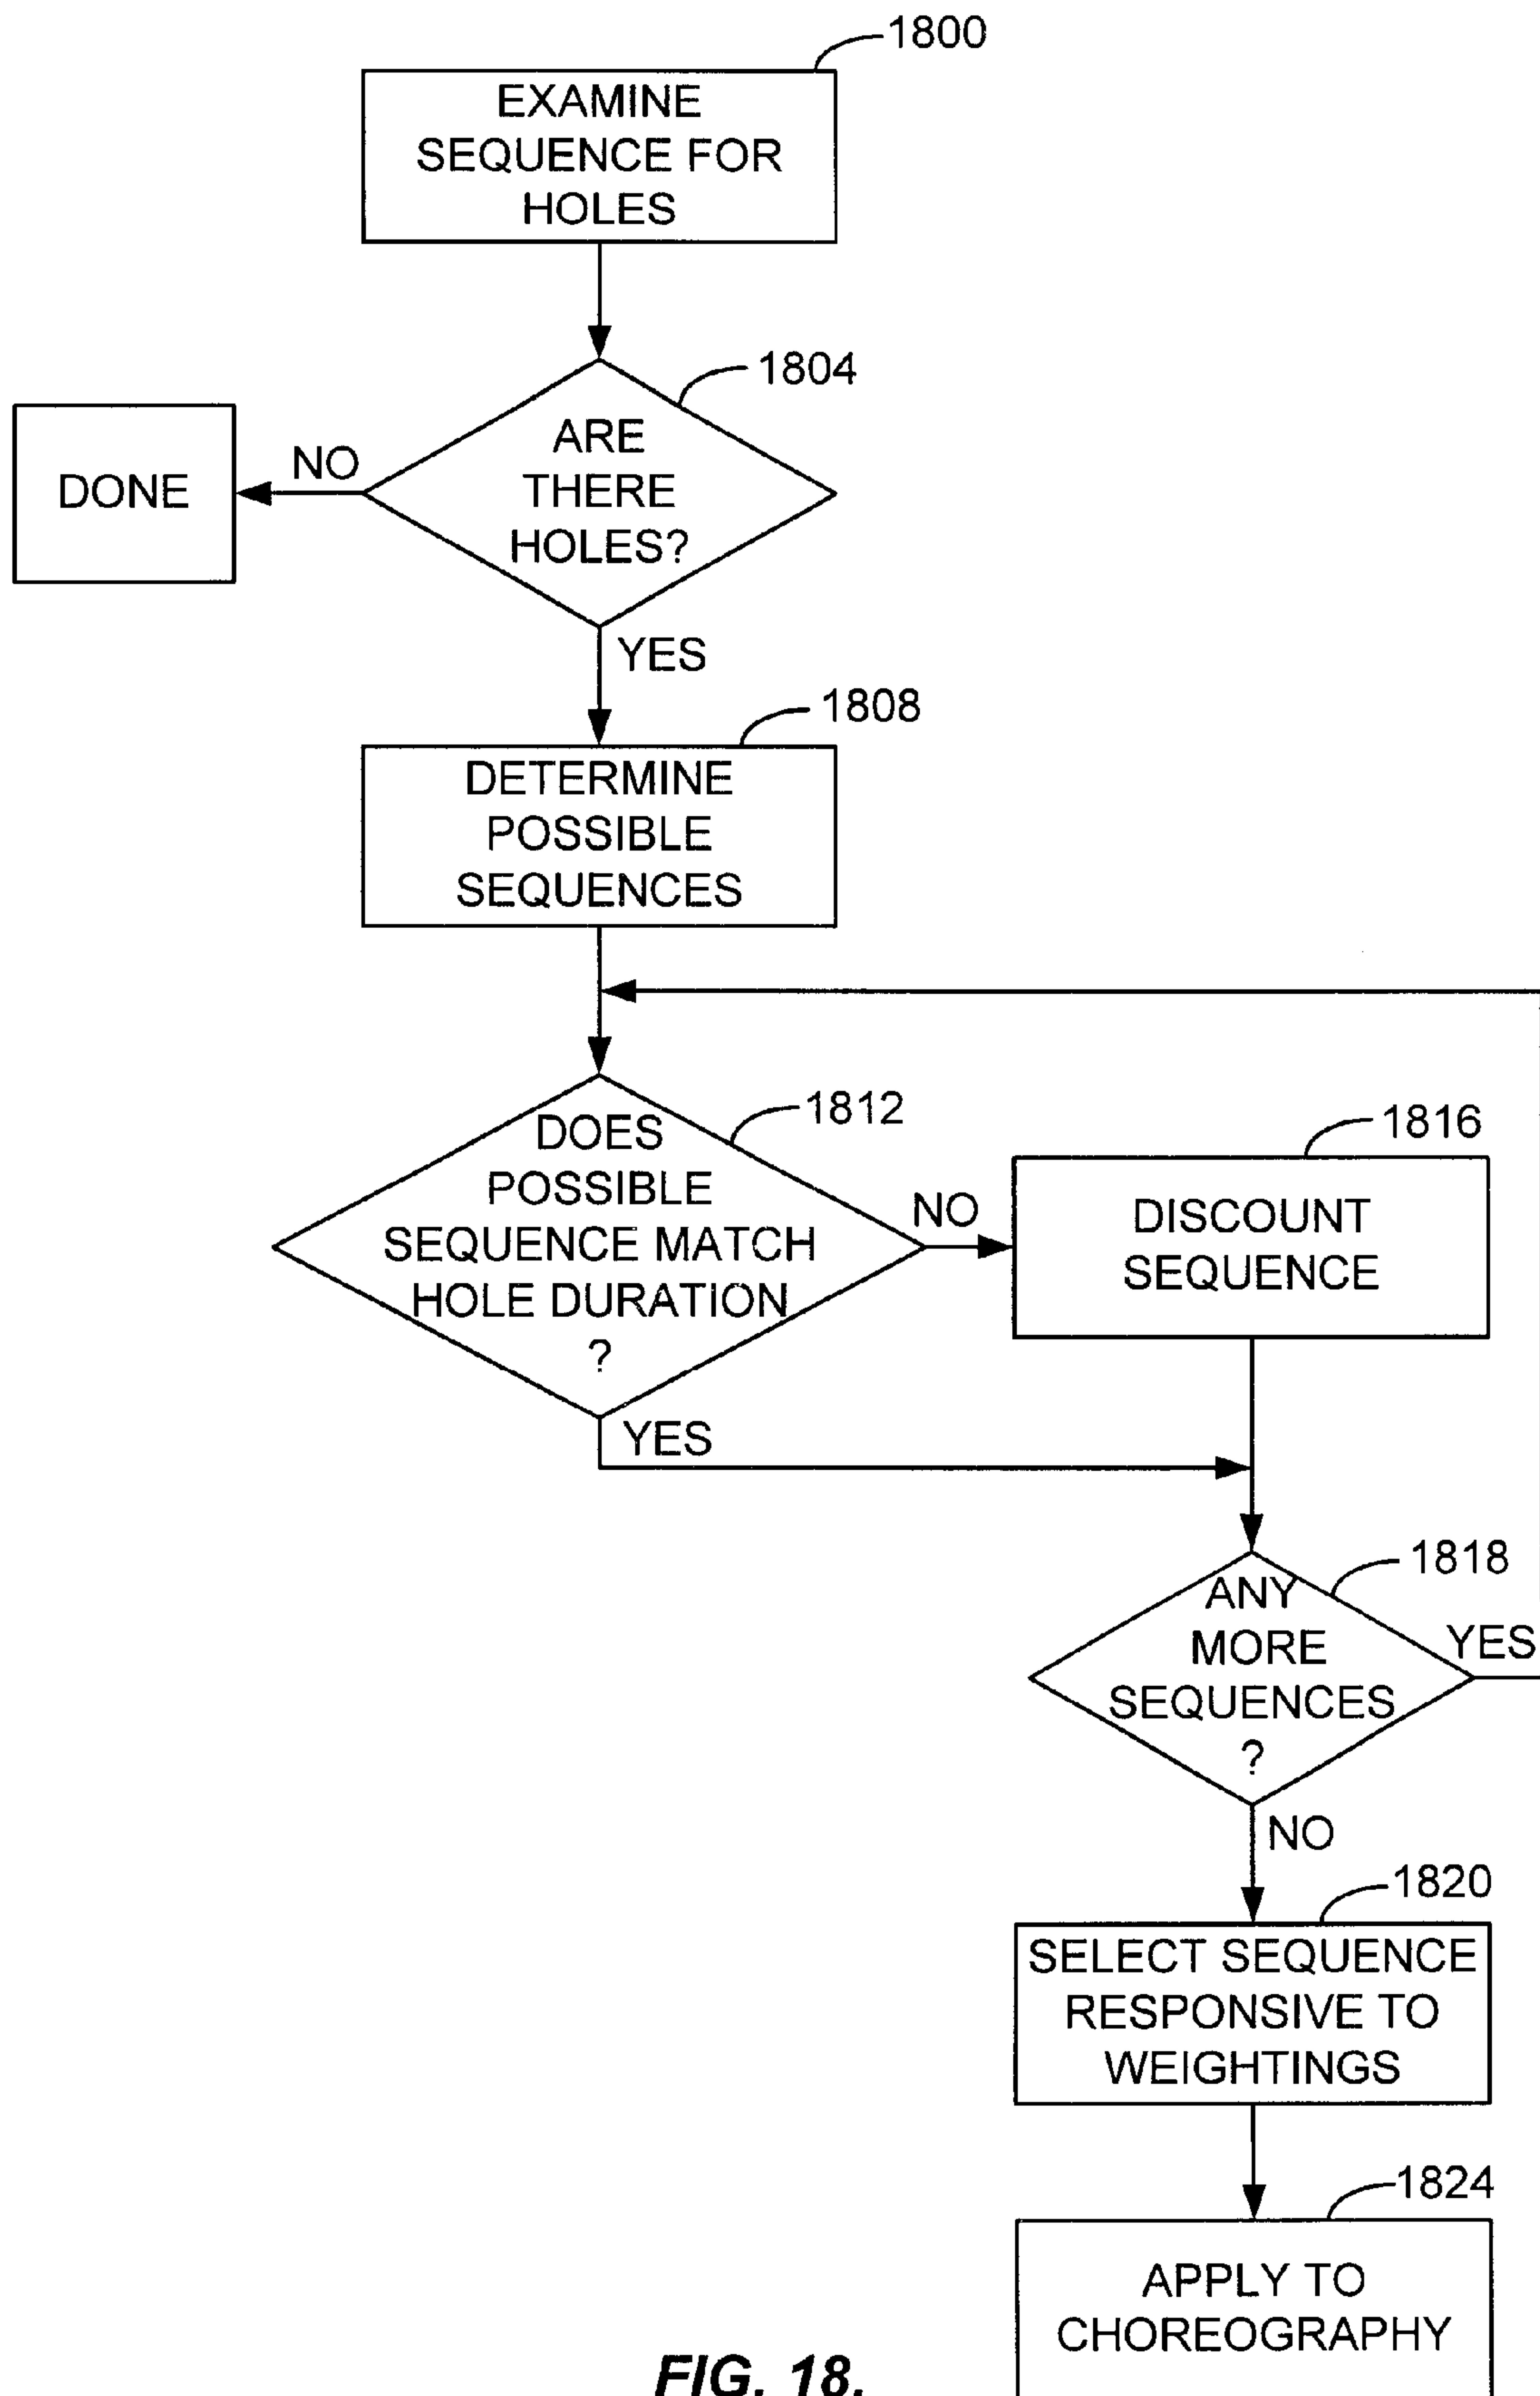 1800
EXAMINE
SEQUENCE FOR
HOLES
1804
ARE
THERE
HOLES?
NO
DONE
YES
1808
DETERMINE
POSSIBLE
SEQUENCES
1812
DOES
POSSIBLE
SEQUENCE MATCH
HOLE DURATION
?
NO
1816
DISCOUNT
SEQUENCE
YES
1818
ANY
MORE
SEQUENCES
?
YES
NO
1820
SELECT SEQUENCE
RESPONSIVE TO
WEIGHTINGS
1824
APPLY TO
CHOREOGRAPHY
FIG. 18.